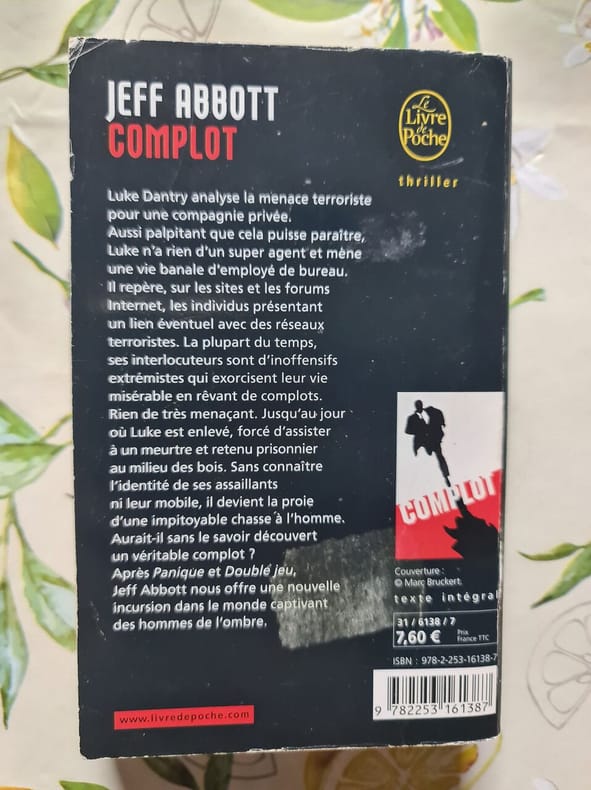 JEFF ABBOTT
COMPLOT
Le
Livre
de
Poche
thriller
Luke Dantry analyse la menace terroriste
pour une compagnie privée.
Aussi palpitant que cela puisse paraître,
Luke n'a rien d'un super agent et mène
une vie banale d'employé de bureau.
Il repère, sur les sites et les forums
Internet, les individus présentant
un lien éventuel avec des réseaux
terroristes. La plupart du temps,
ses interlocuteurs sont d'inoffensifs
extrémistes qui exorcisent leur vie
misérable en rêvant de complots.
Rien de très menaçant. Jusqu'au jour
où Luke est enlevé, forcé d'assister
à un meurtre et retenu prisonnier
au milieu des bois. Sans connaître
l'identité de ses assaillants
ni leur mobile, il devient la proie
d'une impitoyable chasse à l'homme.
Aurait-il sans le savoir découvert
un véritable complot ?
Après Panique et Double jeu,
Jeff Abbott nous offre une nouvelle
incursion dans le monde captivant
des hommes de l'ombre.
COMPLOT
Couverture :
© Marc Bruckert.
texte intégral
31 / 6138 / 7
7,60 € Prix
France TTC
ISBN : 978-2-253-16138-7
9 782253 161387
www.livredepoche.com